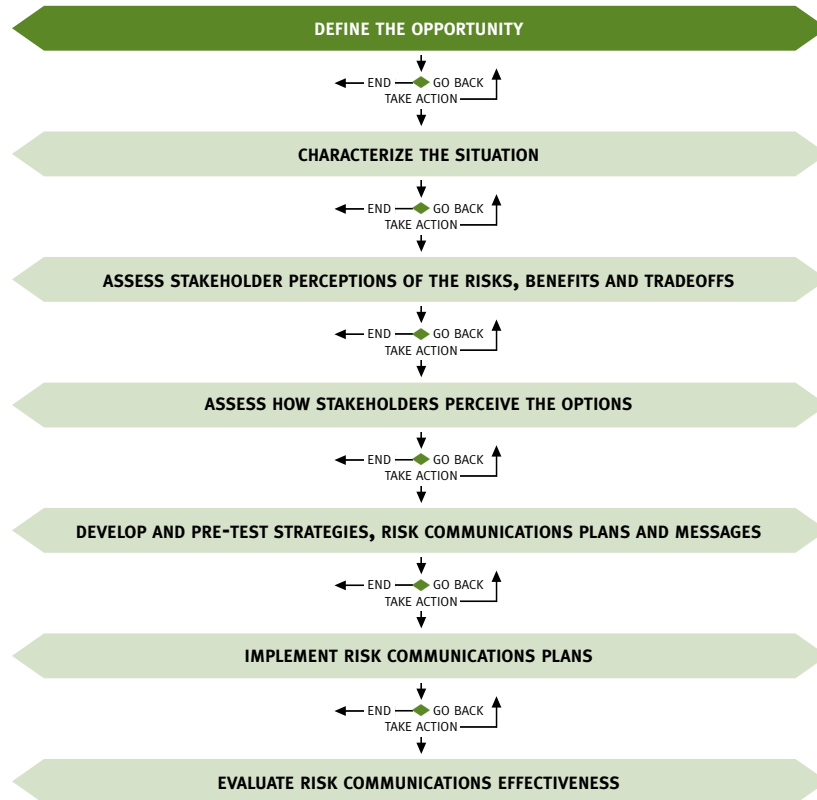 DEFINE THE OPPORTUNITY
END GO BACK
TAKE ACTION
CHARACTERIZE THE SITUATION
END GO BACK
TAKE ACTION
ASSESS STAKEHOLDER PERCEPTIONS OF THE RISKS, BENEFITS AND TRADEOFFS
END GO BACK
TAKE ACTION
ASSESS HOW STAKEHOLDERS PERCEIVE THE OPTIONS
END GO BACK
TAKE ACTION
DEVELOP AND PRE-TEST STRATEGIES, RISK COMMUNICATIONS PLANS AND MESSAGES
END GO BACK
TAKE ACTION
IMPLEMENT RISK COMMUNICATIONS PLANS
END GO BACK
TAKE ACTION
EVALUATE RISK COMMUNICATIONS EFFECTIVENESS